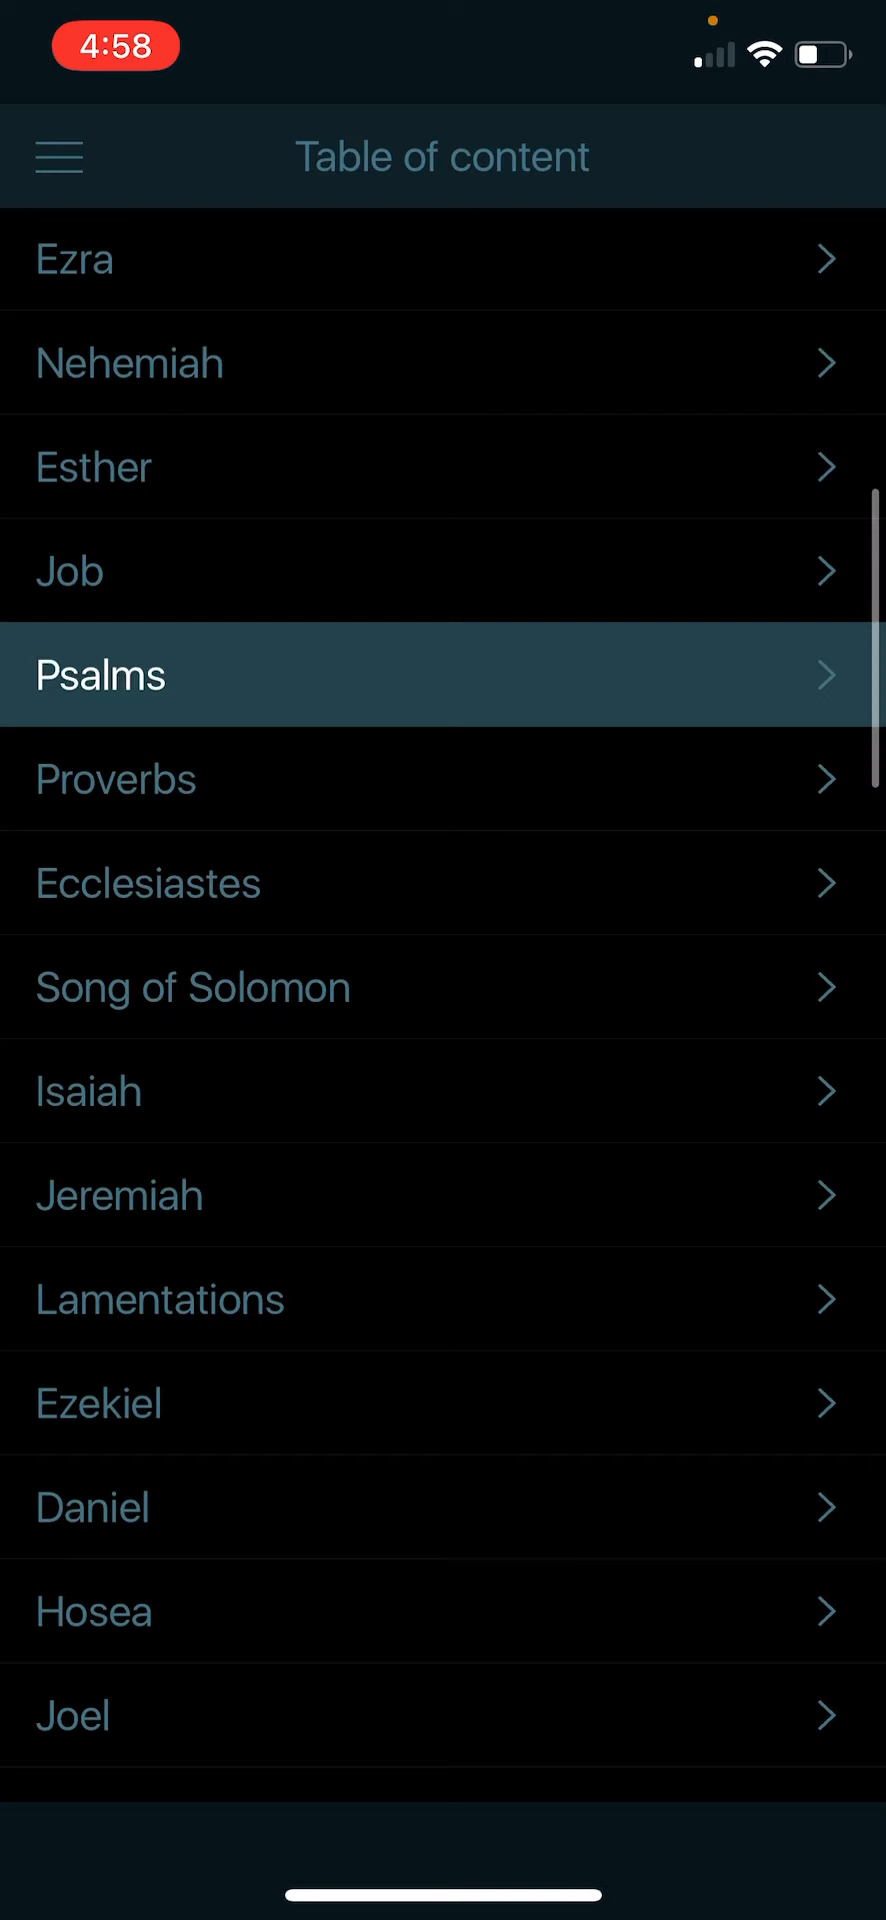 4:58
Table of content
Ezra
Nehemiah
Esther
Job
Psalms
Proverbs
Ecclesiastes
Song of Solomon
Isaiah
Jeremiah
Lamentations
Ezekiel
Daniel
Hosea
Joel